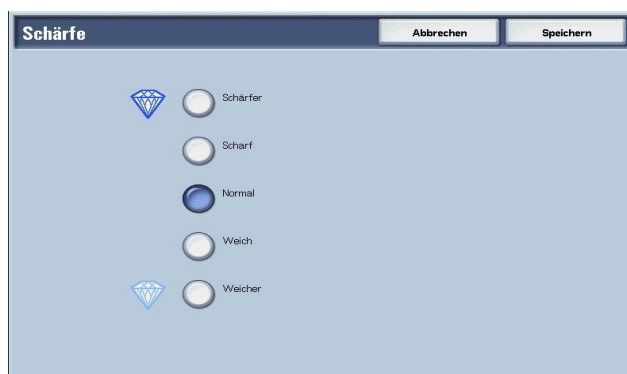 Schärfe Abbrechen Speichern
Schärfer
Scharf
Normal
Weich
Weicher